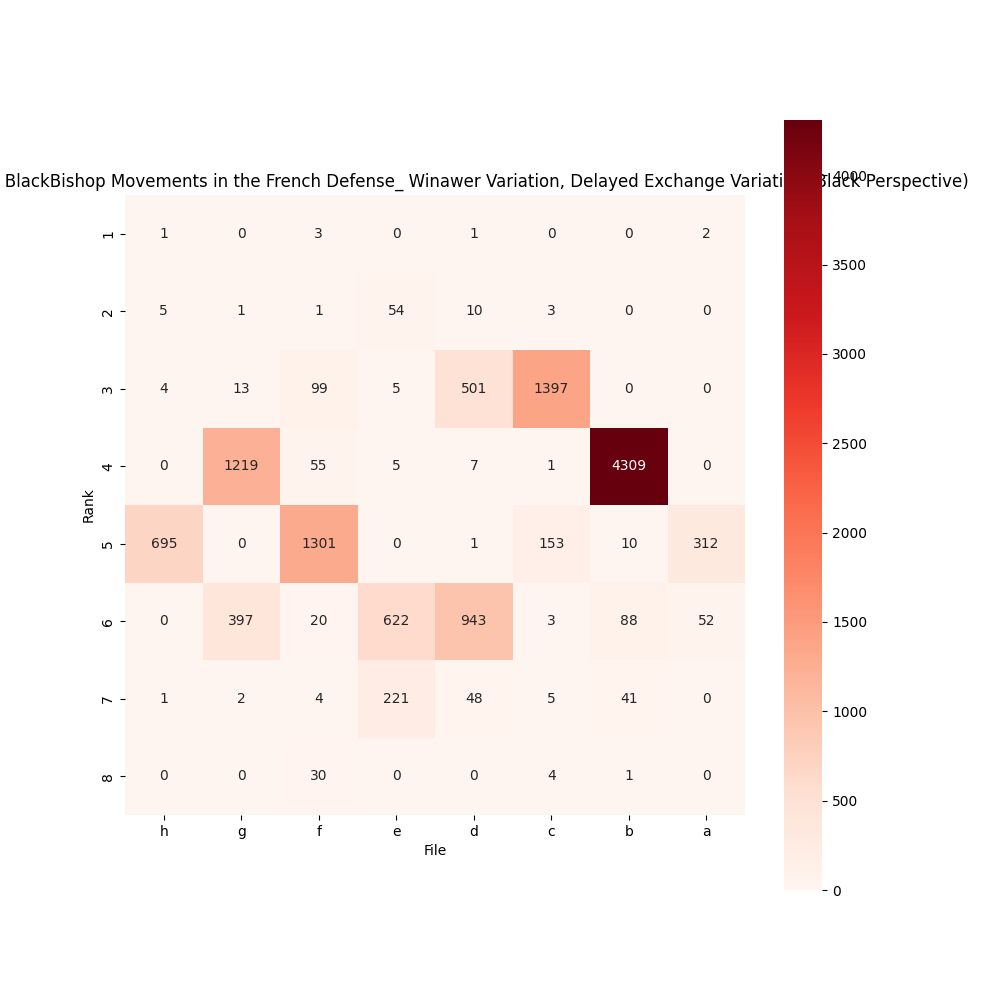 BlackBishop Movements in the French Defense_ Winawer Variation, Delayed Exchange Variati Black Perspective)
4000
1 1 0 3 0 1 0 0 2
3500
2 5 1 1 54 10 3 0 0
3000
3 4 13 99 5 501 1397 0 0
2500
4 0 1219 55 5 7 1 4309 0
Rank
2000
5 695 0 1301 0 1 153 10 312
1500
6 0 397 20 622 943 3 88 52
1000
7 1 2 4 221 48 5 41 0
500
8 0 0 30 0 0 4 1 0
h g f e d c b a
File
0